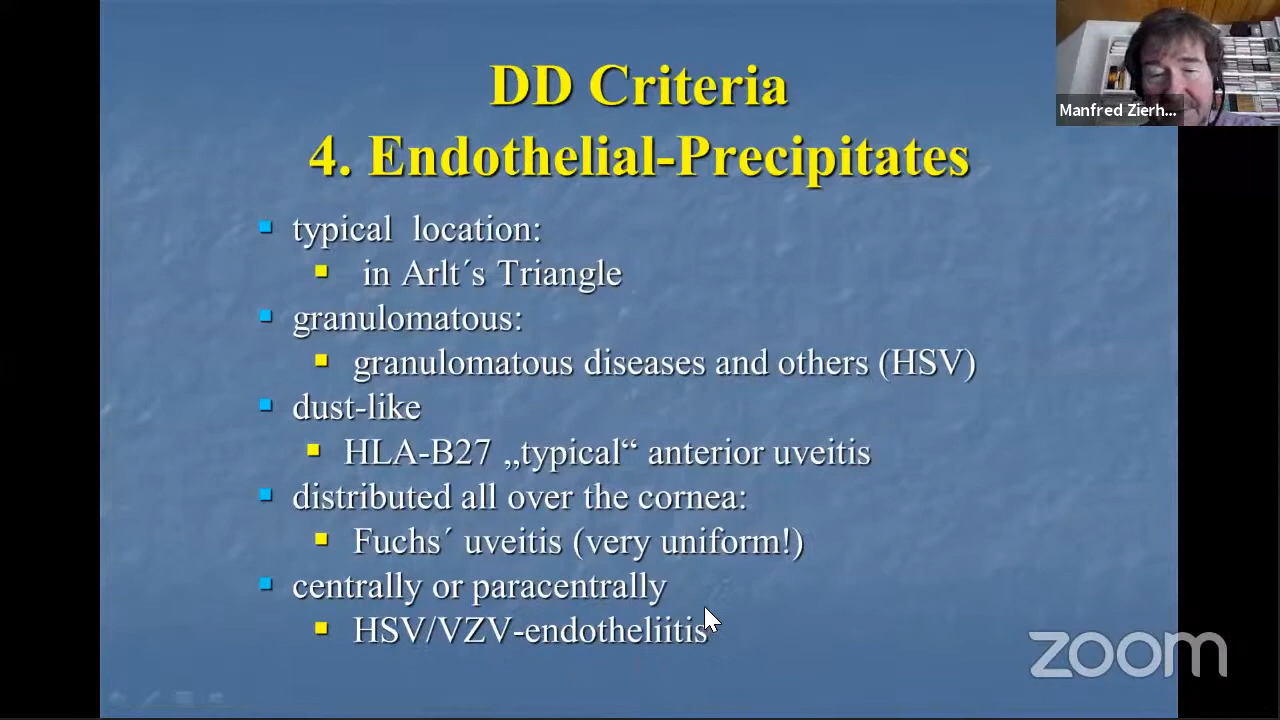 DD Criteria
4. Endothelial-Precipitates
typical location:
in Arlt´s Triangle
granulomatous:
granulomatous diseases and others (HSV)
dust-like
HLA-B27 „typical“ anterior uveitis
distributed all over the cornea:
Fuchs´ uveitis (very uniform!)
centrally or paracentrally
HSV/VZV-endotheliitis
Manfred Zierh...
zoom